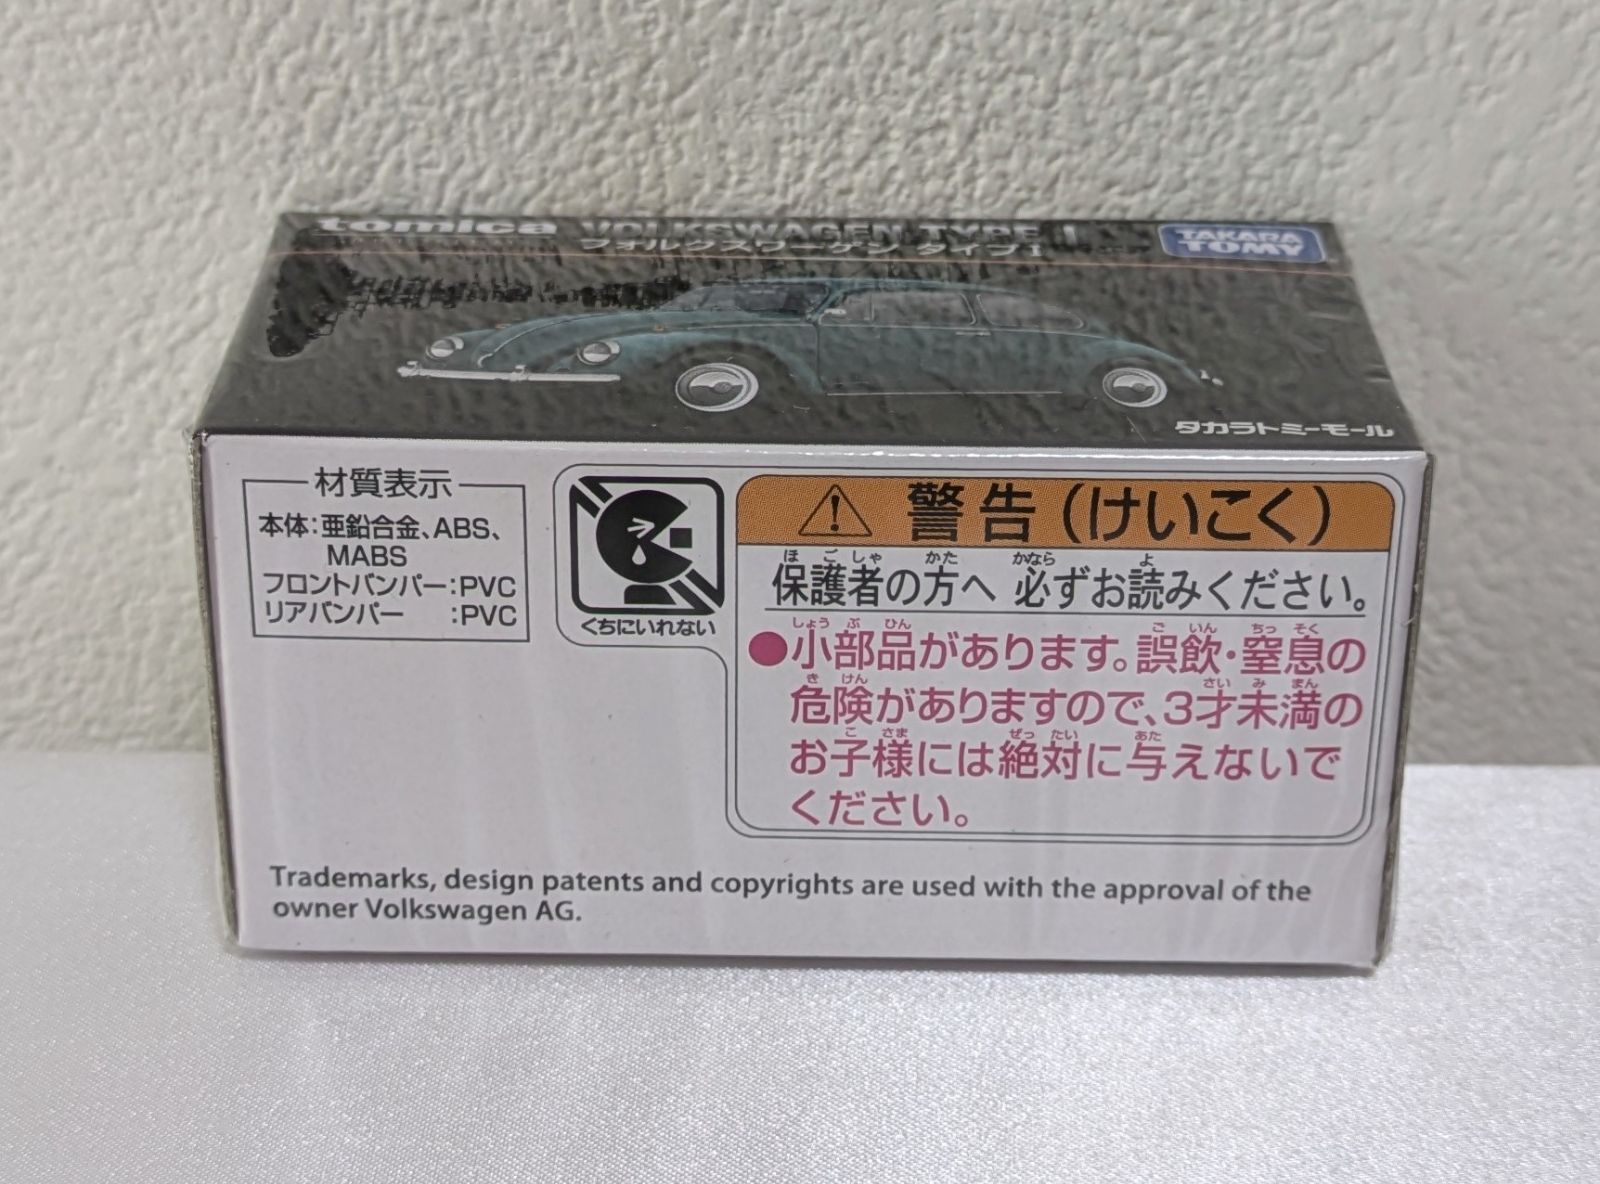 tomica VOLKSWAGEN TYPE I
フォルクスワーゲン タイプI
TAKARA
TOMY
タカラトミーモール
材質表示
本体:亜鉛合金、ABS、
MABS
フロントバンパー:PVC
リアバンパー :PVC
くちにいれない
警告(けいこく)
ほごしゃ かた かなら よ
保護者の方へ 必ずお読みください。
しょう ぶ ひん ご いん ちっ そく
●小部品があります。誤飲・窒息の
き けん さい み まん
危険がありますので、3才未満の
こ さま ぜっ たい あた
お子様には絶対に与えないで
ください。
Trademarks, design patents and copyrights are used with the approval of the
owner Volkswagen AG.